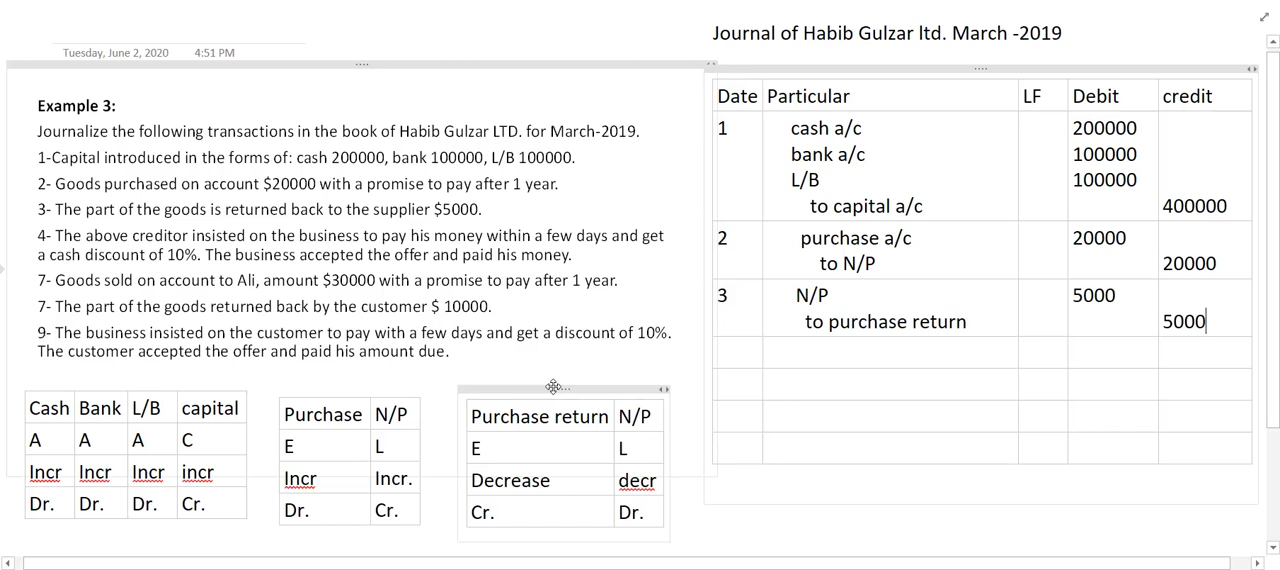 Journal of Habib Gulzar ltd. March -2019
Tuesday, June 2, 2020 4:51 PM
Example 3:
Journalize the following transactions in the book of Habib Gulzar LTD. for March-2019.
1-Capital introduced in the forms of: cash 200000, bank 100000, L/B 100000.
2- Goods purchased on account $20000 with a promise to pay after 1 year.
3- The part of the goods is returned back to the supplier $5000.
4- The above creditor insisted on the business to pay his money within a few days and get
a cash discount of 10%. The business accepted the offer and paid his money.
7- Goods sold on account to Ali, amount $30000 with a promise to pay after 1 year.
7- The part of the goods returned back by the customer $ 10000.
9- The business insisted on the customer to pay with a few days and get a discount of 10%.
The customer accepted the offer and paid his amount due.
Cash Bank L/B capital
A A A C
Incr Incr Incr incr
Dr. Dr. Dr. Cr.
Purchase N/P
E L
Incr Incr.
Dr. Cr.
Purchase return N/P
E L
Decrease decr
Cr. Dr.
Date Particular LF Debit credit
1 cash a/c 200000
bank a/c 100000
L/B 100000
to capital a/c 400000
2 purchase a/c 20000
to N/P 20000
3 N/P 5000
to purchase return 5000